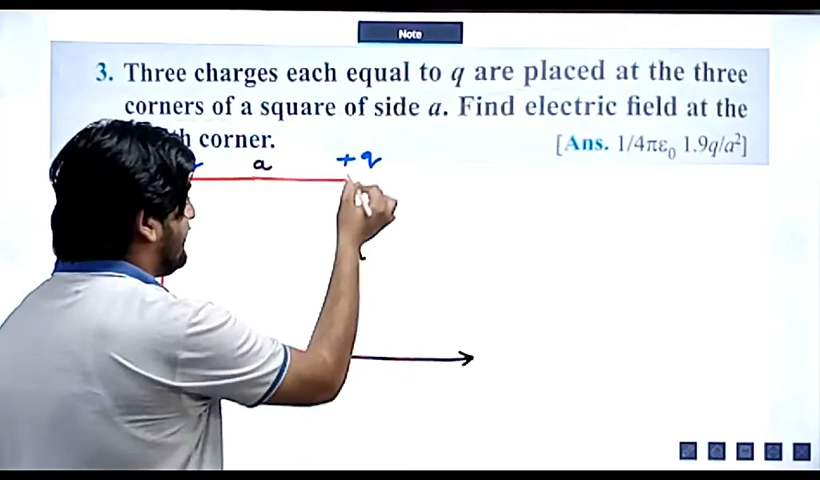 Note
3. Three charges each equal to q are placed at the three
corners of a square of side a. Find electric field at the
corner.
[Ans. 1/4πε₀ 1.9q/a²]
a
+q